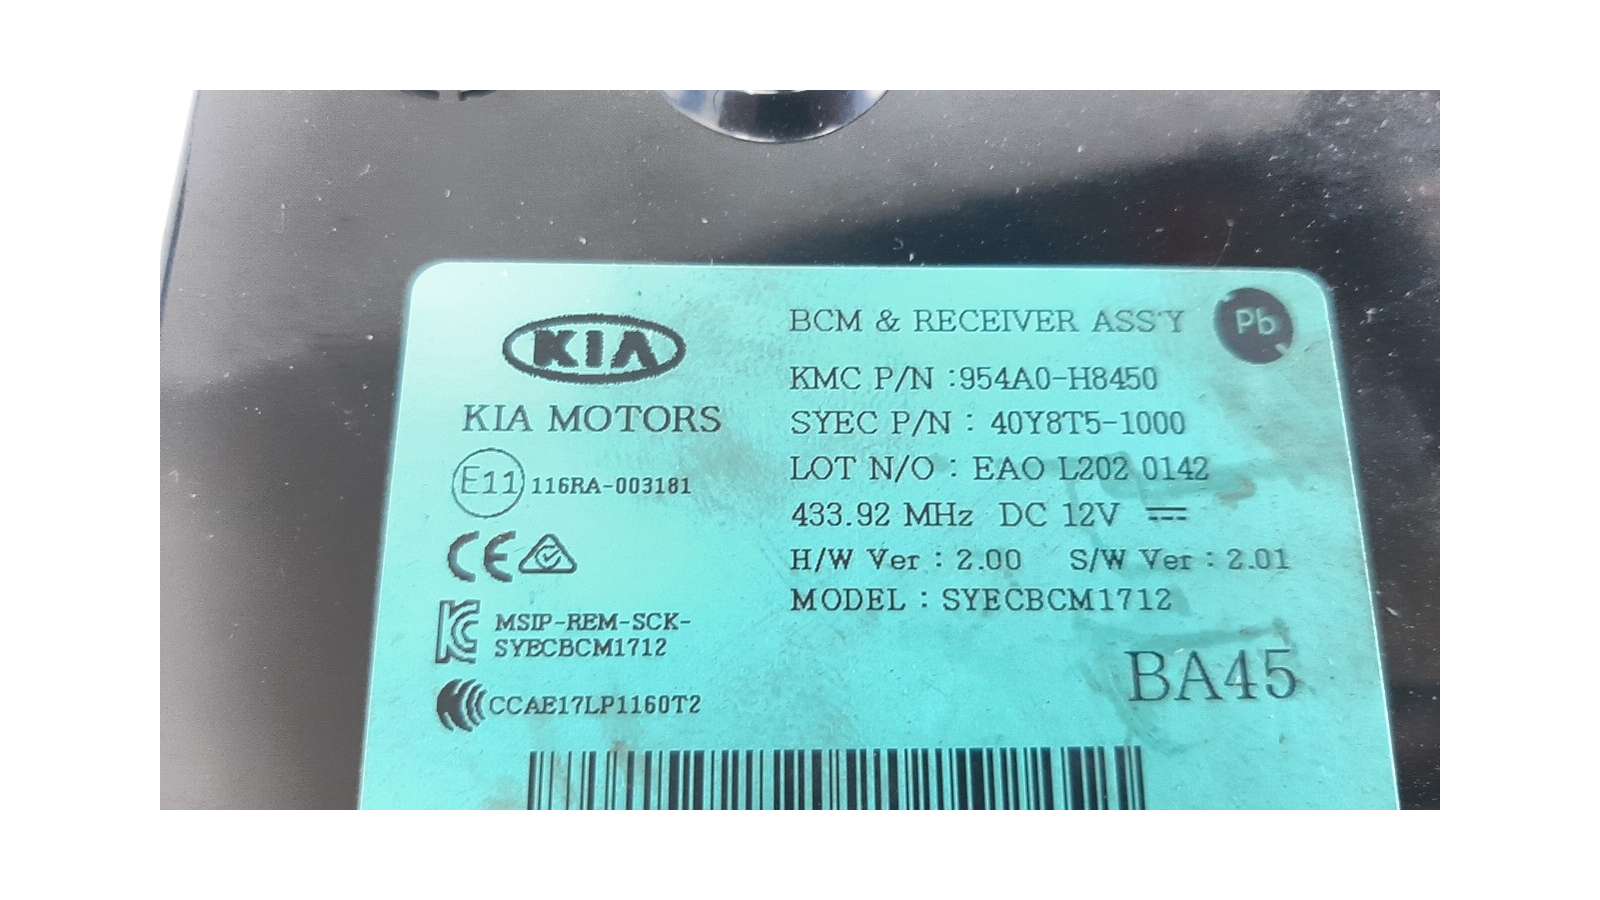 KIA
KIA MOTORS
E11 116RA-003181
CE
MSIP-REM-SCK-
SYECBCM1712
CCAE17LP1160T2
BCM & RECEIVER ASS'Y
Pb
KMC P/N :954A0-H8450
SYEC P/N : 40Y8T5-1000
LOT N/O : EAO L202 0142
433.92 MHz DC 12V
H/W Ver : 2.00 S/W Ver : 2.01
MODEL : SYECBCM1712
BA45